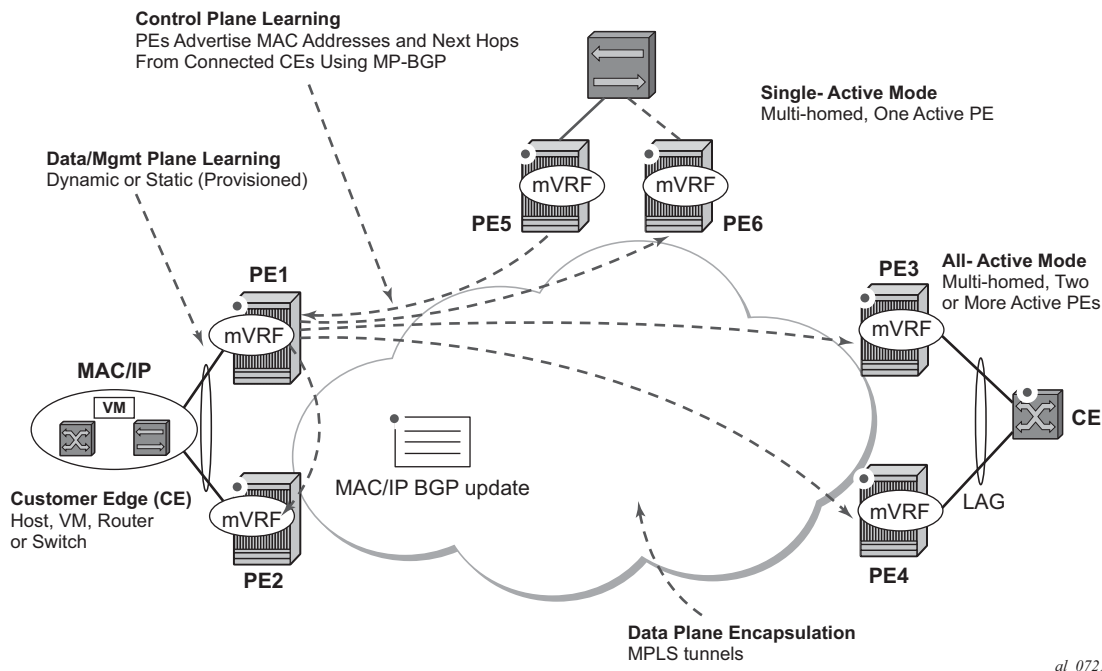 Control Plane Learning
PEs Advertise MAC Addresses and Next Hops
From Connected CEs Using MP-BGP
Single- Active Mode
Multi-homed, One Active PE
Data/Mgmt Plane Learning
Dynamic or Static (Provisioned)
mVRF
mVRF
PE5
PE6
PE1
mVRF
PE3
mVRF
All- Active Mode
Multi-homed, Two
or More Active PEs
MAC/IP
VM
CE
MAC/IP BGP update
Customer Edge (CE)
Host, VM, Router
or Switch
mVRF
PE2
mVRF
PE4
LAG
Data Plane Encapsulation
MPLS tunnels